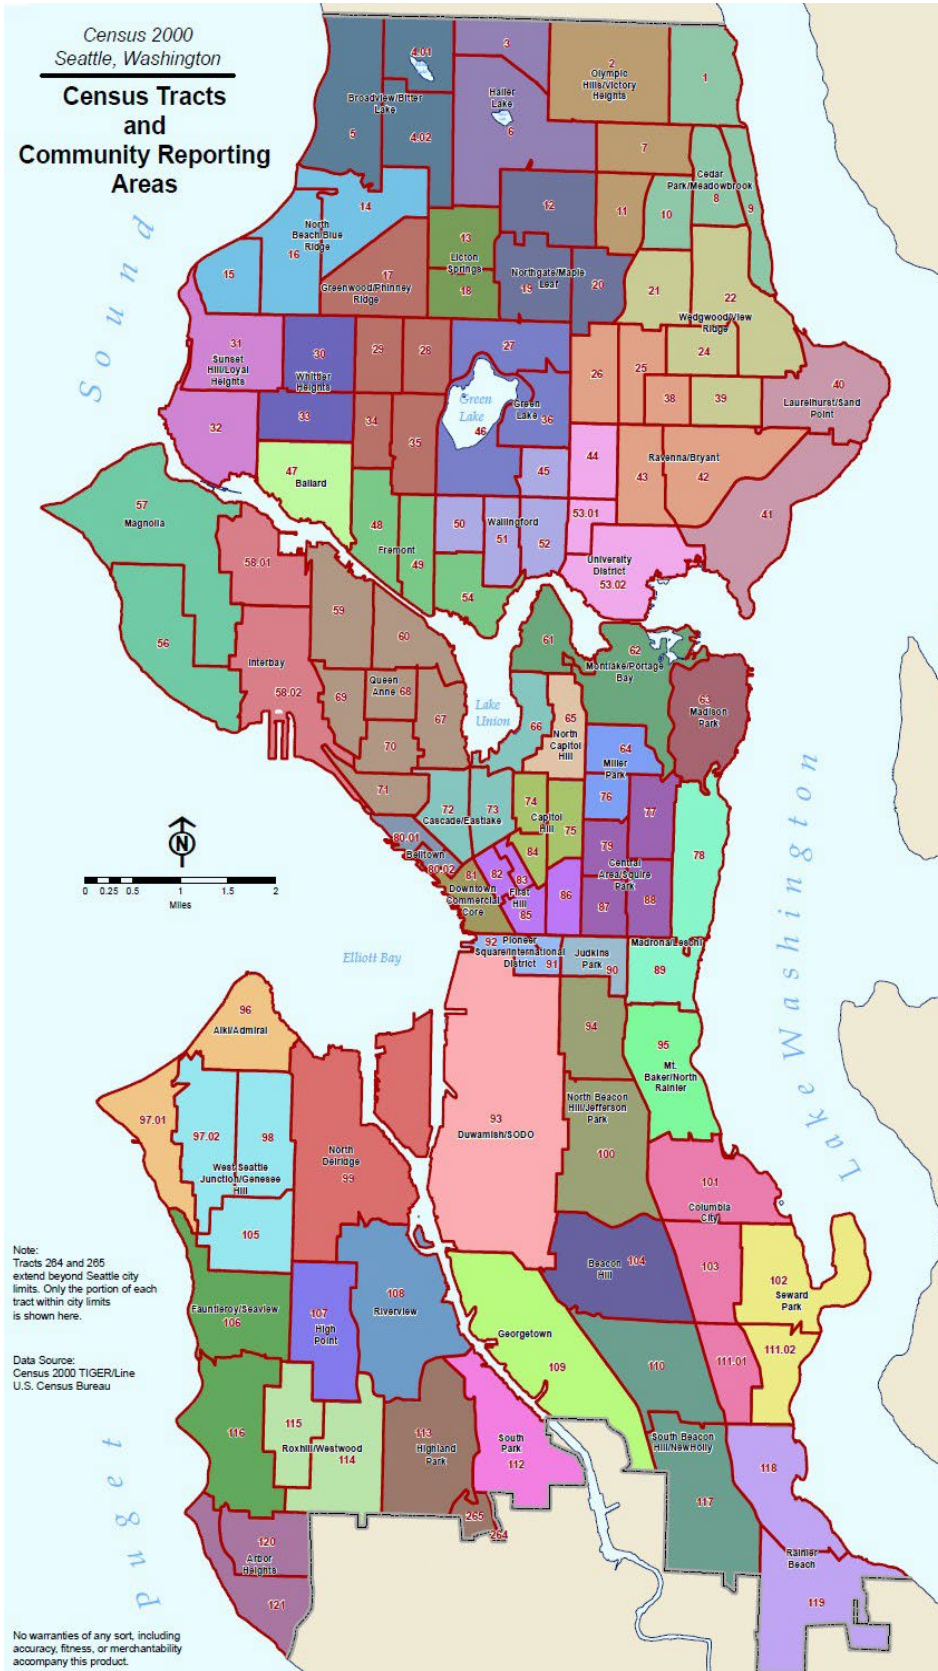 Census 2000
Seattle, Washington
Census Tracts
and
Community Reporting
Areas
Sound
3
4.01
2
Olympic
Hills/Victory
Heights
1
Broadview/Bitter
Lake
Haller
Lake
5
4.02
6
7
Cedar
Park/Meadowbrook
8
9
10
11
12
14
North
Beach/Blue
Ridge
16
15
13
Licton
Springs
18
17
Greenwood/Phinney
Ridge
Northgate/Maple
Leaf
19
20
21
22
Wedgwood/View
Ridge
24
31
Sunset
Hill/Loyal
Heights
30
Whittier
Heights
29
28
27
26
25
40
Laurelhurst/Sand
Point
32
33
34
35
Green
Lake
46
Green
Lake
36
38
39
47
Ballard
45
44
Ravenna/Bryant
43
42
41
57
Magnolia
48
Fremont
49
50
Wallingford
51
52
53.01
University
District
53.02
58.01
54
59
60
61
62
Montlake/Portage
Bay
56
Interbay
58.02
69
Queen
Anne
68
67
70
71
Lake
Union
66
65
North
Capitol
Hill
63
Madison
Park
64
Miller
Park
76
77
72
73
Cascade/Eastlake
74
Capitol
Hill
75
78
80.01
Belltown
80.02
84
79
Central
Area/Squire
Park
81
Downtown
Commercial
Core
82
83
First
Hill
85
86
87
88
N
0 0.25 0.5 1 1.5 2
Miles
92
Pioneer
Square/International
District
91
Judkins
Park
90
Madrona/Leschi
89
Elliott Bay
Lake Washington
96
Alki/Admiral
94
95
Mt.
Baker/North
Rainier
97.01
97.02
98
West Seattle
Junction/Genesee
Hill
105
North
Delridge
99
93
Duwamish/SODO
North Beacon
Hill/Jefferson
Park
100
101
Columbia
City
Note:
Tracts 264 and 265
extend beyond Seattle city
limits. Only the portion of each
tract within city limits
is shown here.
Fauntleroy/Seaview
106
107
High
Point
108
Riverview
Beacon
Hill
104
103
102
Seward
Park
Georgetown
109
110
111.01
111.02
Data Source:
Census 2000 TIGER/Line
U.S. Census Bureau
116
115
Roxhill/Westwood
114
113
Highland
Park
South
Park
112
South Beacon
Hill/NewHolly
118
117
265
264
120
Arbor
Heights
121
Rainier
Beach
119
Puget
No warranties of any sort, including
accuracy, fitness, or merchantability
accompany this product.